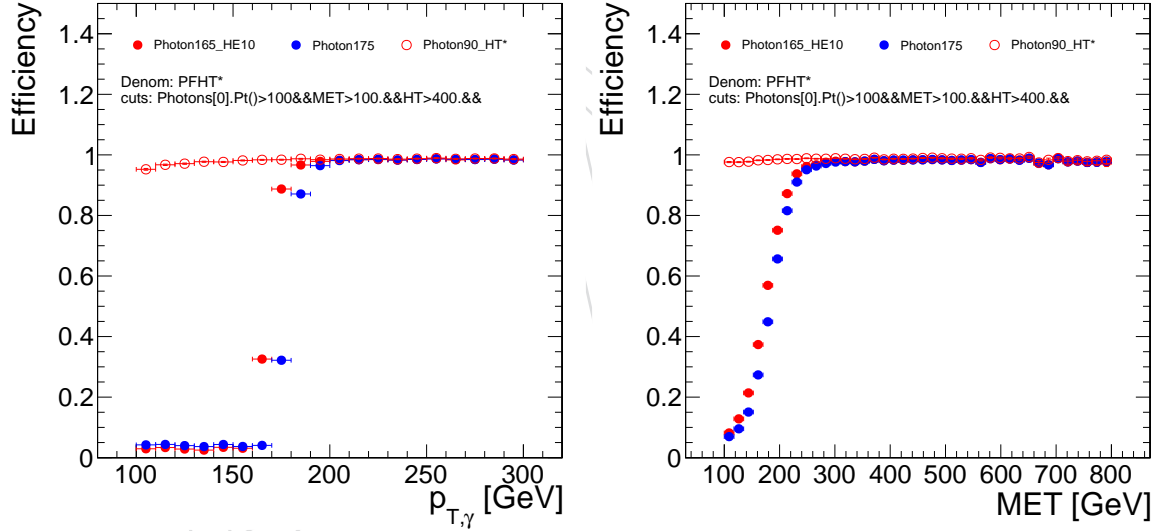 Efficiency
1.4
1.2
1
0.8
0.6
0.4
0.2
0
Photon165_HE10 Photon175 Photon90_HT*
Denom: PFHT*
cuts: Photons[0].Pt()>100&&MET>100.&&HT>400.&&
100 150 200 250 300
p_{T,γ} [GeV]
Efficiency
1.4
1.2
1
0.8
0.6
0.4
0.2
0
Photon165_HE10 Photon175 Photon90_HT*
Denom: PFHT*
cuts: Photons[0].Pt()>100&&MET>100.&&HT>400.&&
100 200 300 400 500 600 700 800
MET [GeV]